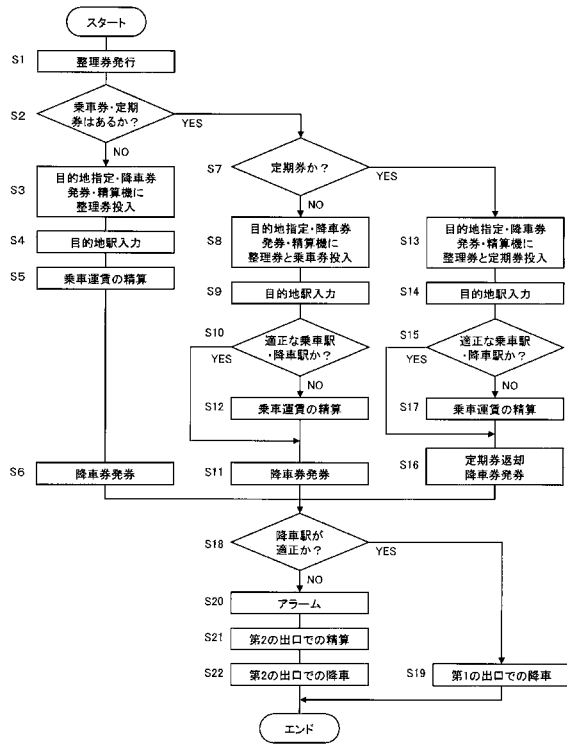 スタート
S1
整理券発行
S2
乗車券・定期
券はあるか？
YES
NO
S3
目的地指定・降車券
発券・精算機に
整理券投入
S4
目的地駅入力
S5
乗車運賃の精算
S6
降車券発券
S7
定期券か？
YES
NO
S8
目的地指定・降車券
発券・精算機に
整理券と乗車券投入
S9
目的地駅入力
S10
適正な乗車駅
・降車駅か？
YES
NO
S12
乗車運賃の精算
S11
降車券発券
S13
目的地指定・降車券
発券・精算機に
整理券と定期券投入
S14
目的地駅入力
S15
適正な乗車駅
・降車駅か？
YES
NO
S17
乗車運賃の精算
S16
定期券返却
降車券発券
S18
降車駅が
適正か？
YES
NO
S20
アラーム
S21
第2の出口での精算
S22
第2の出口での降車
S19
第1の出口での降車
エンド